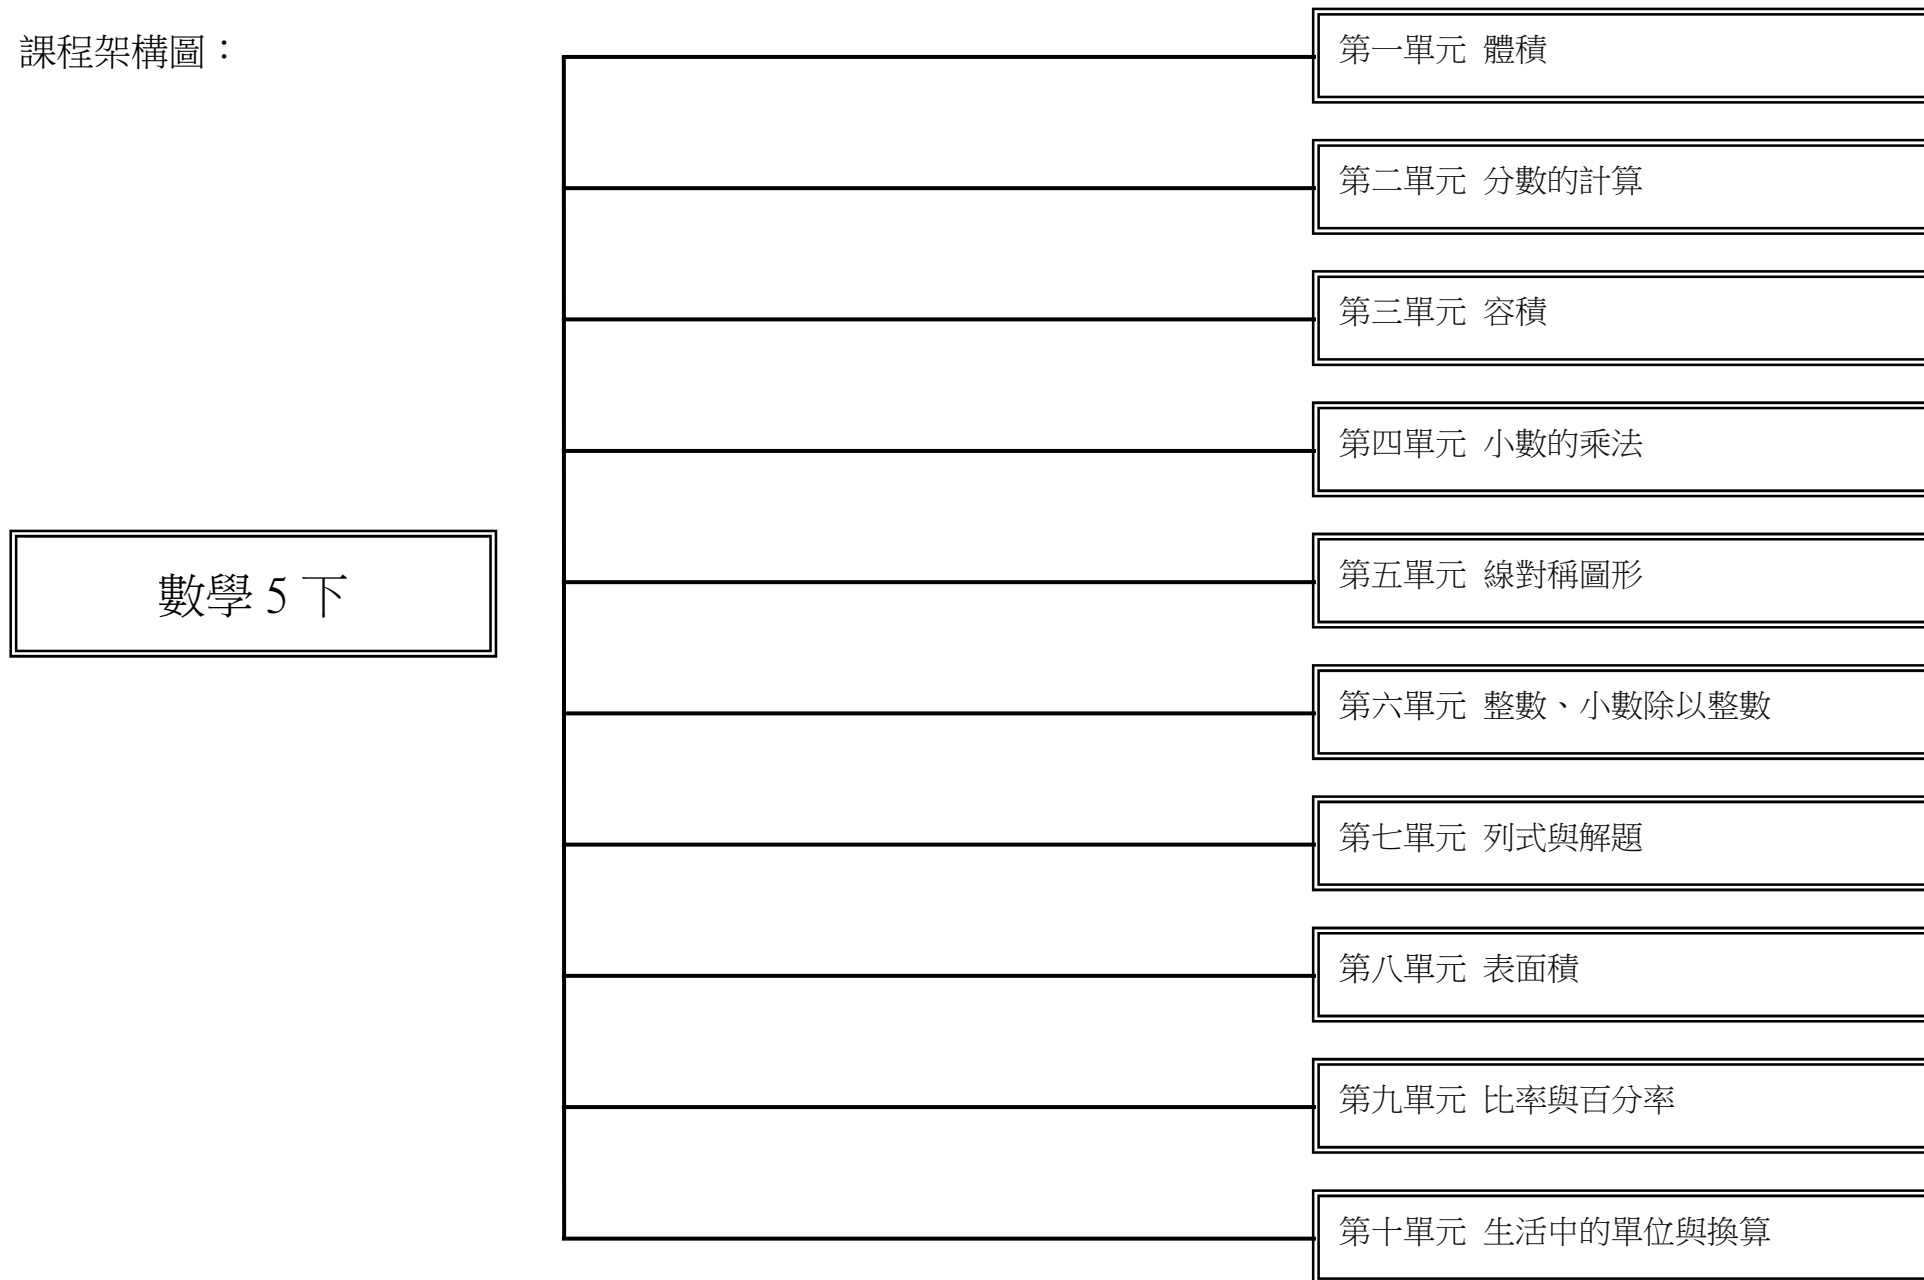 課程架構圖：
數學 5 下
第一單元 體積
第二單元 分數的計算
第三單元 容積
第四單元 小數的乘法
第五單元 線對稱圖形
第六單元 整數、小數除以整數
第七單元 列式與解題
第八單元 表面積
第九單元 比率與百分率
第十單元 生活中的單位與換算